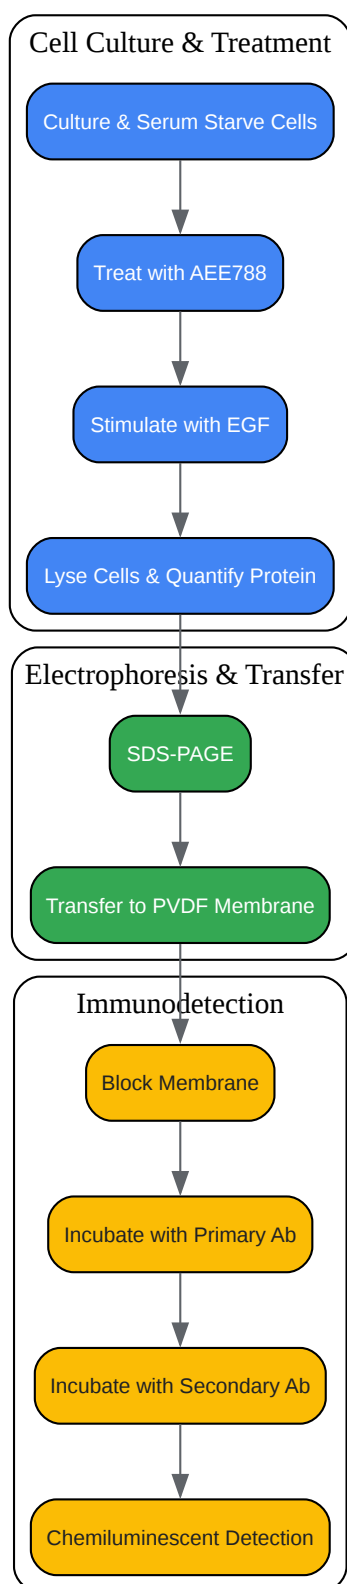 Cell Culture & Treatment
Culture & Serum Starve Cells
Treat with AEE788
Stimulate with EGF
Lyse Cells & Quantify Protein
Electrophoresis & Transfer
SDS-PAGE
Transfer to PVDF Membrane
Immunodetection
Block Membrane
Incubate with Primary Ab
Incubate with Secondary Ab
Chemiluminescent Detection